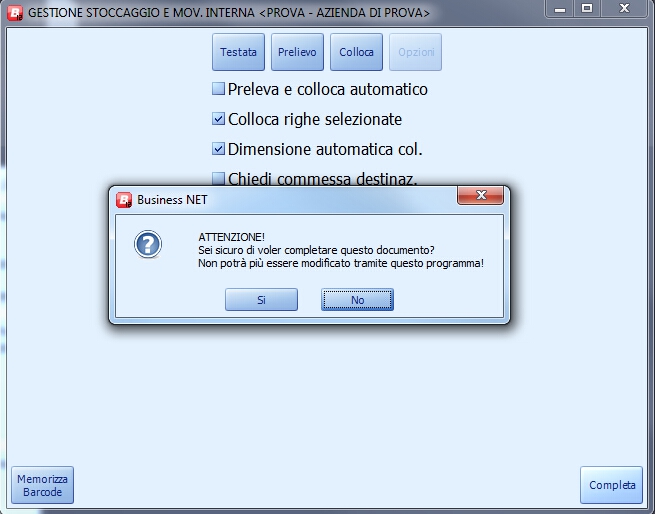 GESTIONE STOCCAGGIO E MOV. INTERNA <PROVA - AZIENDA DI PROVA>
Testata Prelievo Colloca Opzioni
Preleva e colloca automatico
Colloca righe selezionate
Dimensione automatica col.
Chiedi commessa destinaz.
Business NET
ATTENZIONE!
Sei sicuro di voler completare questo documento?
Non potrà più essere modificato tramite questo programma!
Si No
Memorizza
Barcode
Completa